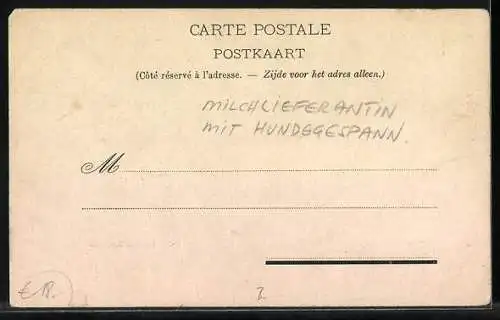 CARTE POSTALE
POSTKAART
(Côté réservé à l'adresse. — Zijde voor het adres alleen.)
MILCHLIEFERANTIN
MIT HUNDEGESPANN.
M